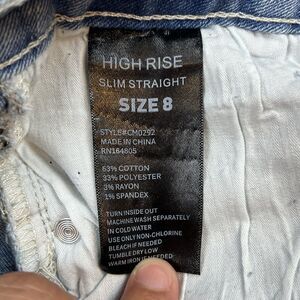 HIGH RISE
SLIM STRAIGHT
SIZE 8
STYLE#CM0292
MADE IN CHINA
RN164805
63% COTTON
33% POLYESTER
3% RAYON
1% SPANDEX
TURN INSIDE OUT
MACHINE WASH SEPARATELY
IN COLD WATER
USE ONLY NON-CHLORINE
BLEACH IF NEEDED
TUMBLE DRY LOW
WARM IRON IF NEEDED